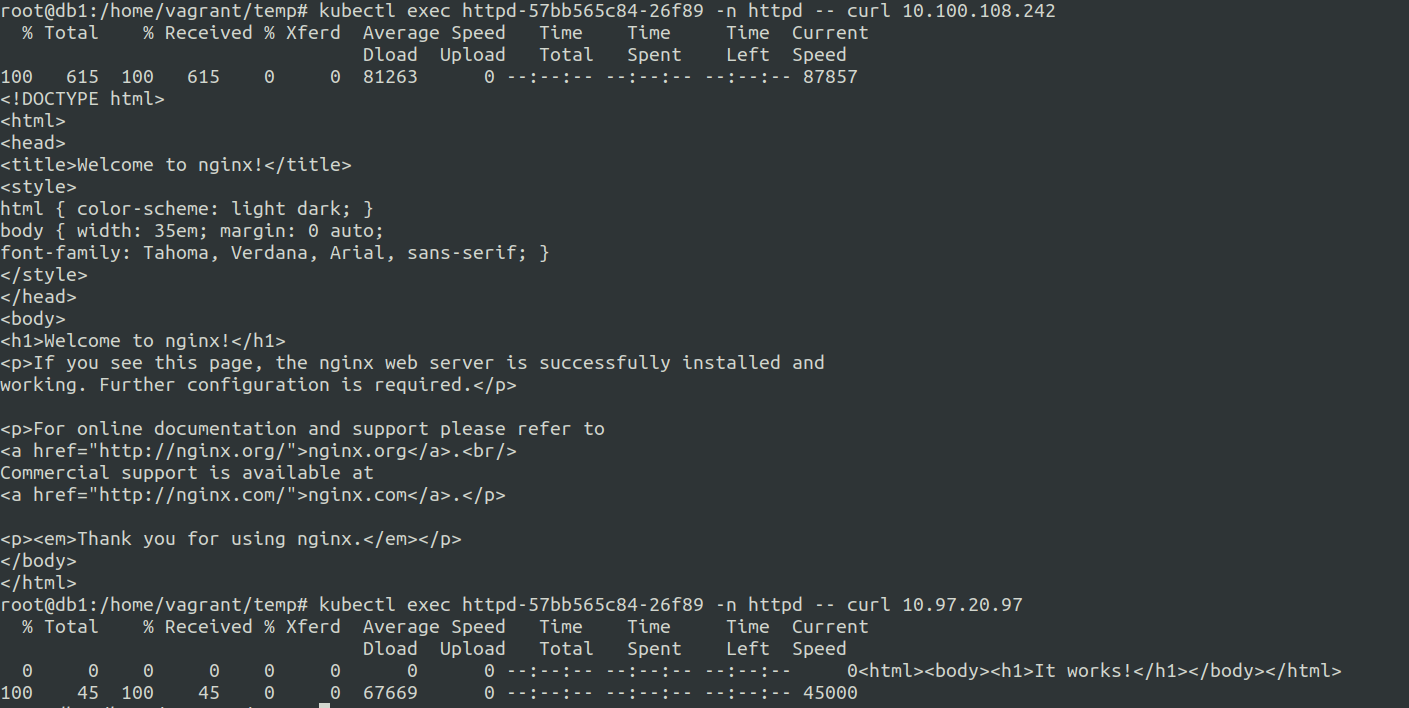 root@db1:/home/vagrant/temp# kubectl exec httpd-57bb565c84-26f89 -n httpd -- curl 10.100.108.242
  % Total    % Received % Xferd  Average Speed   Time    Time     Time  Current
                                 Dload  Upload   Total   Spent    Left  Speed
100   615  100   615    0     0  81263      0 --:--:-- --:--:-- --:--:-- 87857
<!DOCTYPE html>
<html>
<head>
<title>Welcome to nginx!</title>
<style>
html { color-scheme: light dark; }
body { width: 35em; margin: 0 auto;
font-family: Tahoma, Verdana, Arial, sans-serif; }
</style>
</head>
<body>
<h1>Welcome to nginx!</h1>
<p>If you see this page, the nginx web server is successfully installed and
working. Further configuration is required.</p>

<p>For online documentation and support please refer to
<a href="http://nginx.org/">nginx.org</a>.<br/>
Commercial support is available at
<a href="http://nginx.com/">nginx.com</a>.</p>

<p><em>Thank you for using nginx.</em></p>
</body>
</html>
root@db1:/home/vagrant/temp# kubectl exec httpd-57bb565c84-26f89 -n httpd -- curl 10.97.20.97
  % Total    % Received % Xferd  Average Speed   Time    Time     Time  Current
                                 Dload  Upload   Total   Spent    Left  Speed
  0     0    0     0    0     0      0      0 --:--:-- --:--:-- --:--:--     0<html><body><h1>It works!</h1></body></html>
100    45  100    45    0     0  67669      0 --:--:-- --:--:-- --:--:-- 45000